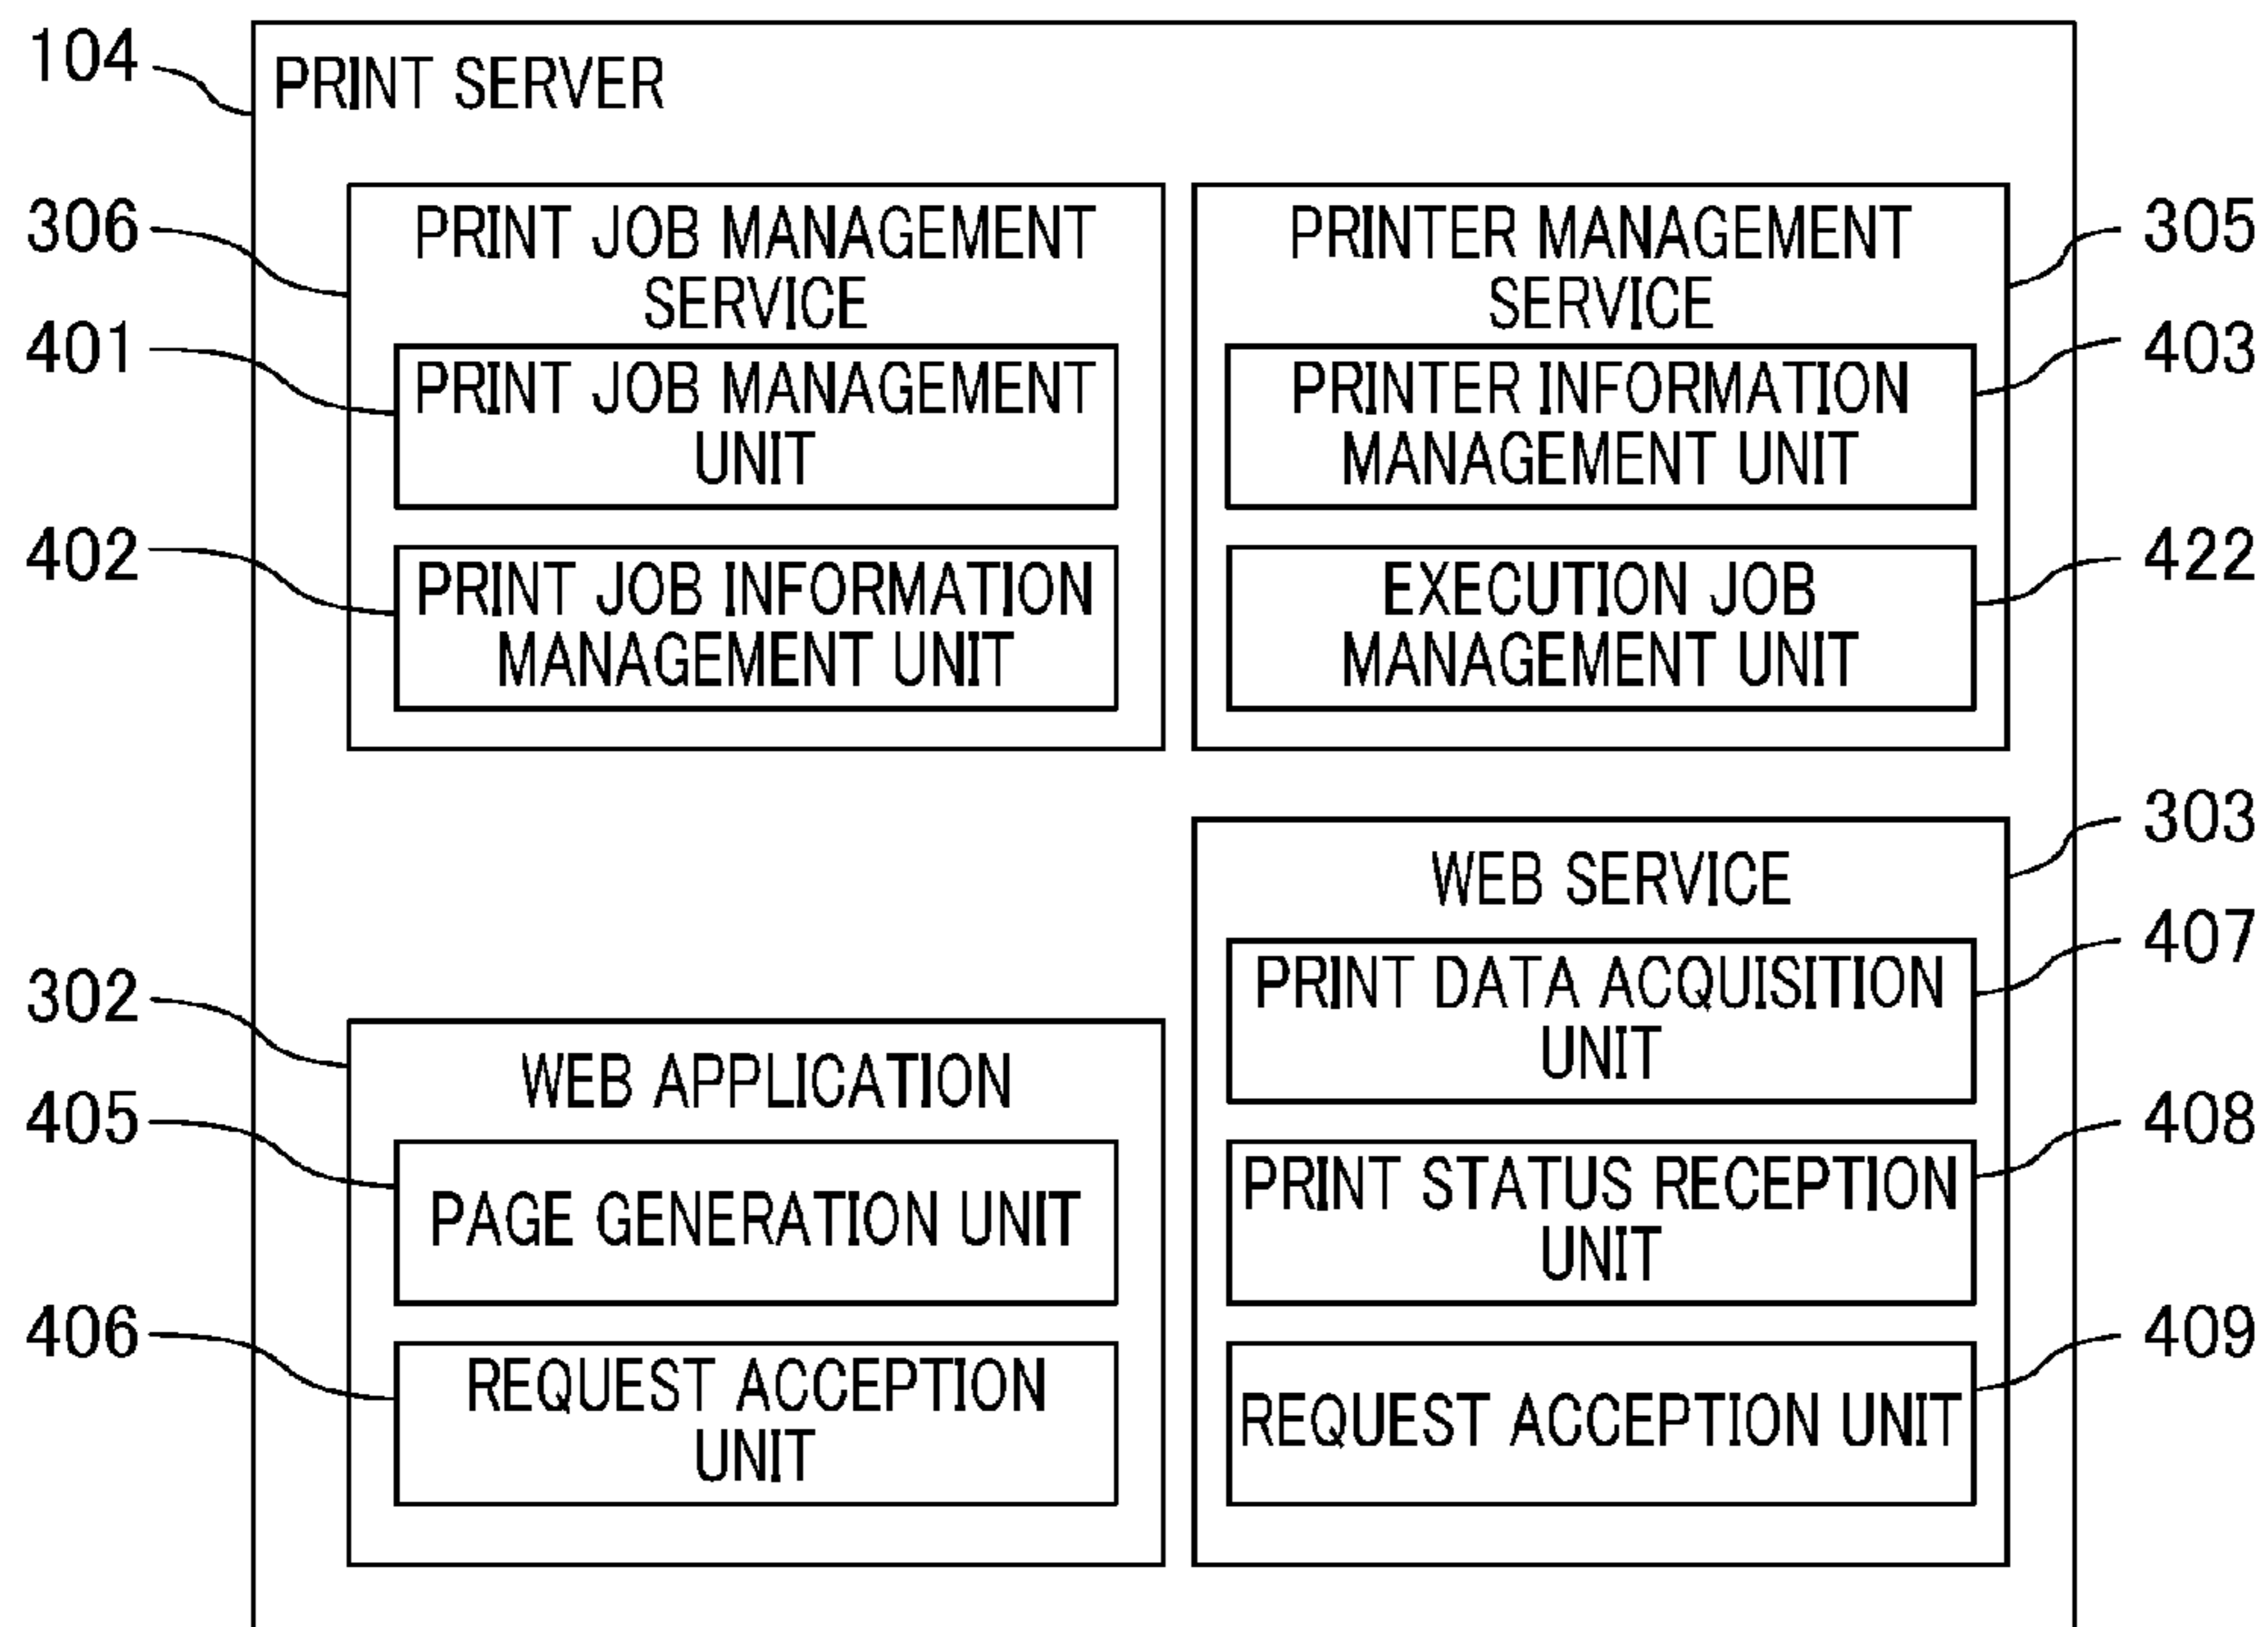 104
PRINT SERVER
306
PRINT JOB MANAGEMENT
SERVICE
401
PRINT JOB MANAGEMENT
UNIT
402
PRINT JOB INFORMATION
MANAGEMENT UNIT
PRINTER MANAGEMENT
SERVICE
305
PRINTER INFORMATION
MANAGEMENT UNIT
403
EXECUTION JOB
MANAGEMENT UNIT
422
302
WEB APPLICATION
405
PAGE GENERATION UNIT
406
REQUEST ACCEPTION
UNIT
WEB SERVICE
303
PRINT DATA ACQUISITION
UNIT
407
PRINT STATUS RECEPTION
UNIT
408
REQUEST ACCEPTION UNIT
409